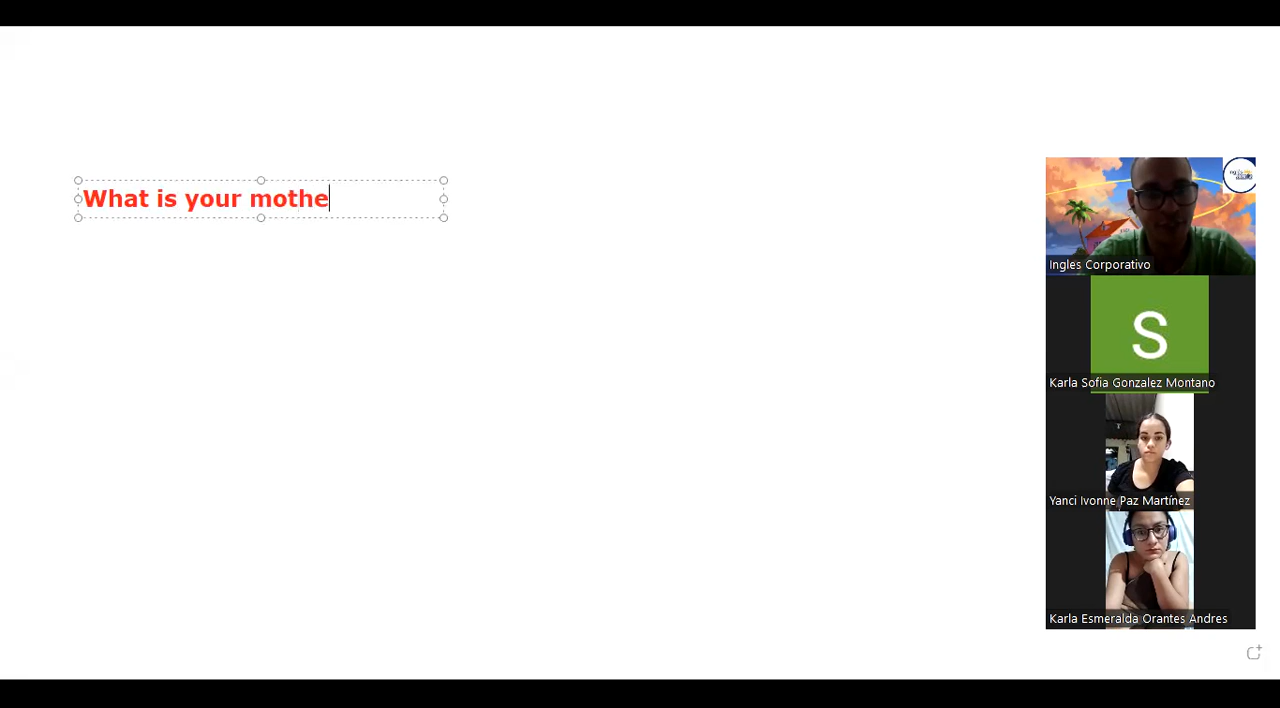 What is your mothe
Ingles Corporativo
S
Karla Sofia Gonzalez Montano
Yanci Ivonne Paz Martínez
Karla Esmeralda Orantes Andres